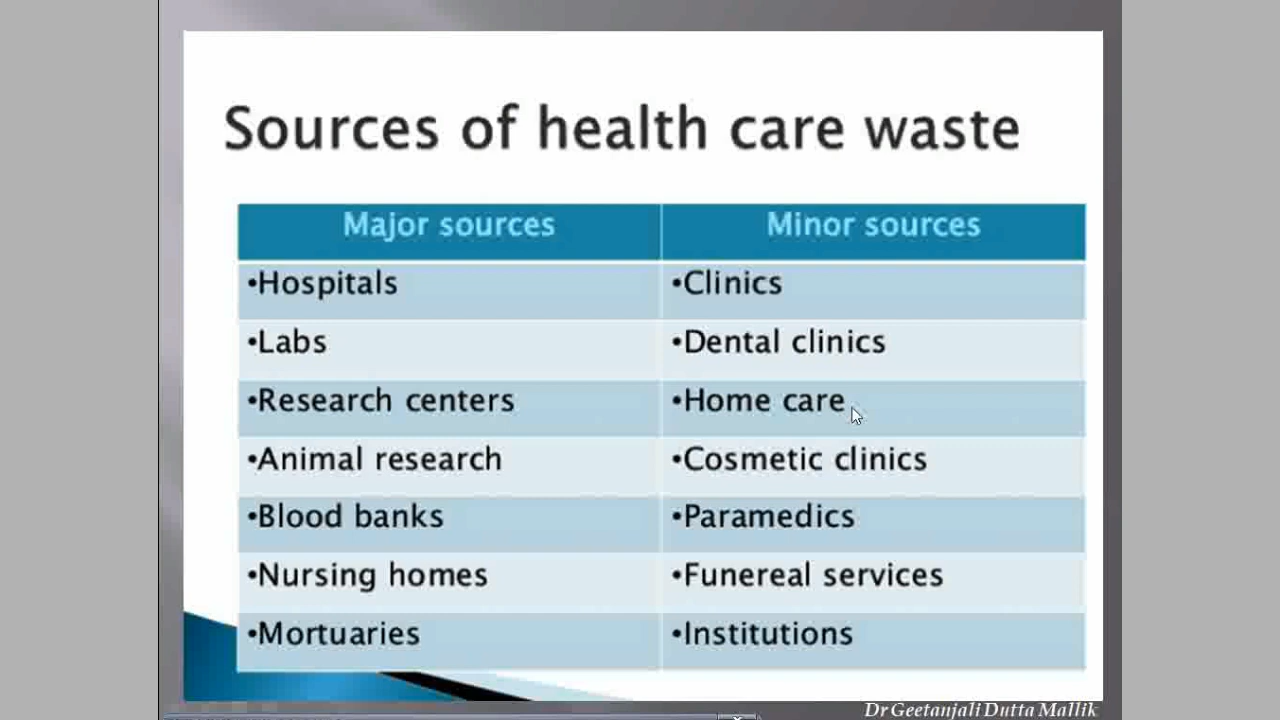 Sources of health care waste
Major sources Minor sources
•Hospitals •Clinics
•Labs •Dental clinics
•Research centers •Home care
•Animal research •Cosmetic clinics
•Blood banks •Paramedics
•Nursing homes •Funereal services
•Mortuaries •Institutions
Dr Geetanjali Dutta Mallik